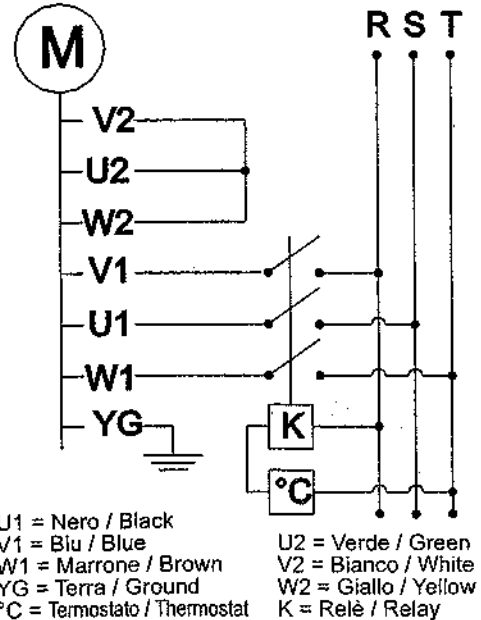 M
R S T
V2
U2
W2
V1
U1
W1
YG
K
°C
U1 = Nero / Black
V1 = Blu / Blue
W1 = Marrone / Brown
YG = Terra / Ground
°C = Termostato / Thermostat
U2 = Verde / Green
V2 = Bianco / White
W2 = Giallo / Yellow
K = Relè / Relay